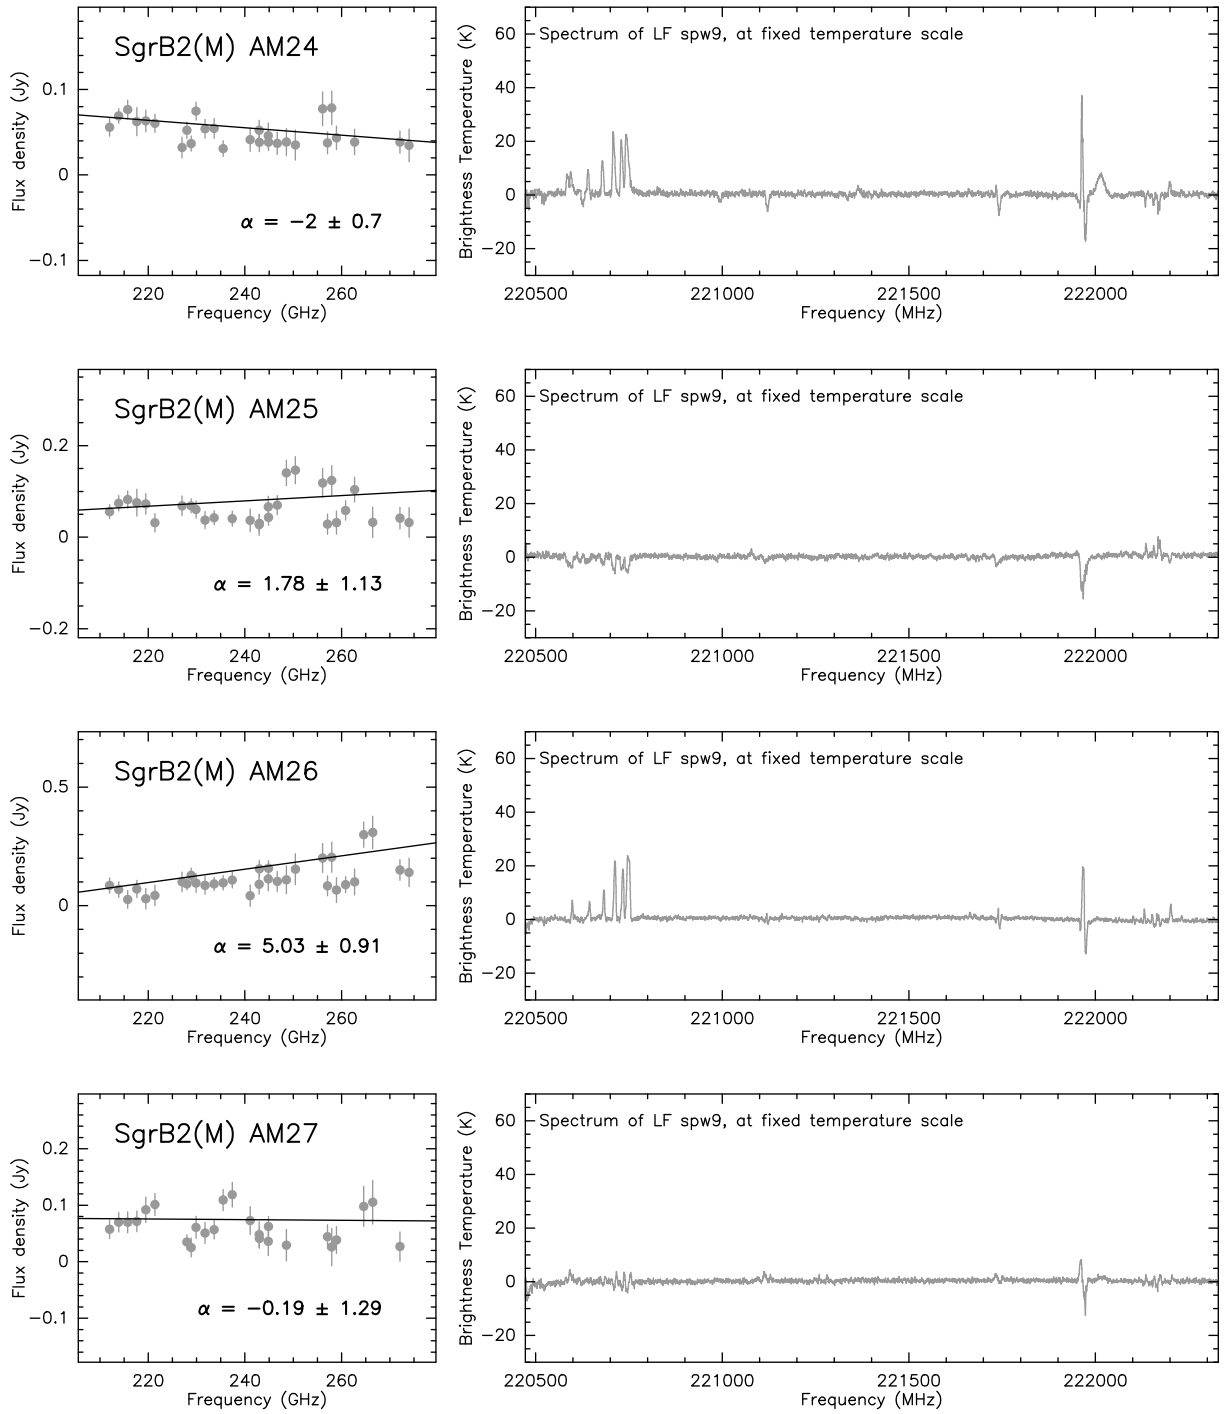 SgrB2(M) AM24
Flux density (Jy)
0.1
0
−0.1
α = −2 ± 0.7
220 240 260
Frequency (GHz)
Spectrum of LF spw9, at fixed temperature scale
Brightness Temperature (K)
60
40
20
0
−20
220500 221000 221500 222000
Frequency (MHz)
SgrB2(M) AM25
Flux density (Jy)
0.2
0
−0.2
α = 1.78 ± 1.13
220 240 260
Frequency (GHz)
Spectrum of LF spw9, at fixed temperature scale
Brightness Temperature (K)
60
40
20
0
−20
220500 221000 221500 222000
Frequency (MHz)
SgrB2(M) AM26
Flux density (Jy)
0.5
0
α = 5.03 ± 0.91
220 240 260
Frequency (GHz)
Spectrum of LF spw9, at fixed temperature scale
Brightness Temperature (K)
60
40
20
0
−20
220500 221000 221500 222000
Frequency (MHz)
SgrB2(M) AM27
Flux density (Jy)
0.2
0.1
0
−0.1
α = −0.19 ± 1.29
220 240 260
Frequency (GHz)
Spectrum of LF spw9, at fixed temperature scale
Brightness Temperature (K)
60
40
20
0
−20
220500 221000 221500 222000
Frequency (MHz)